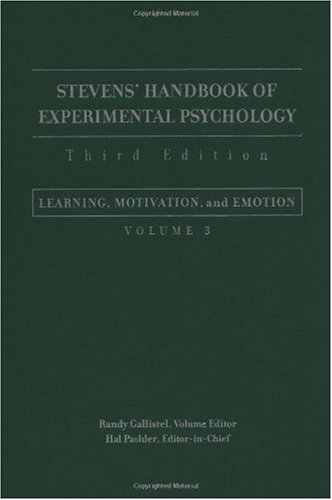 STEVENS' HANDBOOK OF
EXPERIMENTAL PSYCHOLOGY
Third Edition
LEARNING, MOTIVATION, and EMOTION
VOLUME 3
Randy Gallistel, Volume Editor
Hal Pashler, Editor-in-Chief